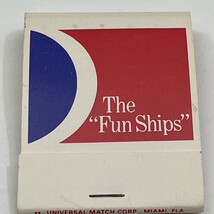 The
"Fun Ships"
UNIVERSAL MATCH CORP MIAMI, FLA